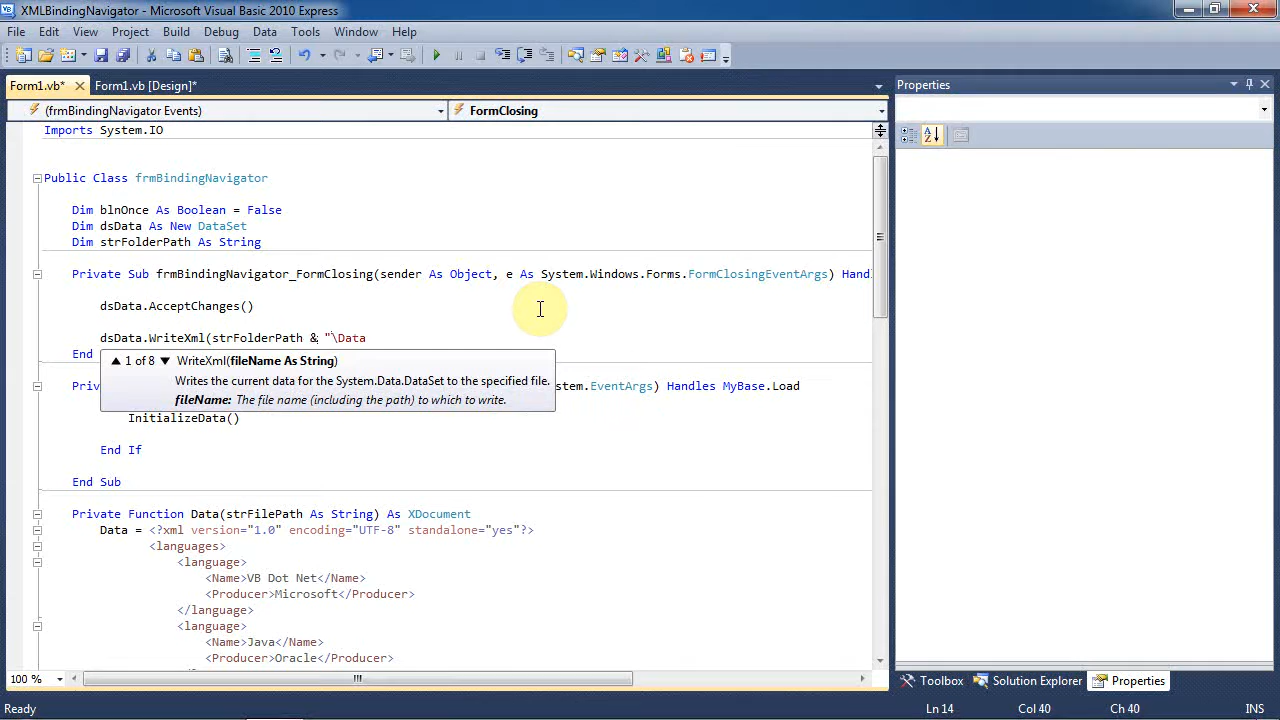 XMLBindingNavigator - Microsoft Visual Basic 2010 Express
File Edit View Project Build Debug Data Tools Window Help
Form1.vb* Form1.vb [Design]*
(frmBindingNavigator Events) FormClosing
Imports System.IO
Public Class frmBindingNavigator
Dim blnOnce As Boolean = False
Dim dsData As New DataSet
Dim strFolderPath As String
Private Sub frmBindingNavigator_FormClosing(sender As Object, e As System.Windows.Forms.FormClosingEventArgs) Handl
dsData.AcceptChanges()
dsData.WriteXml(strFolderPath & "\Data
End
1 of 8 WriteXml(fileName As String)
Writes the current data for the System.Data.DataSet to the specified file.
fileName: The file name (including the path) to which to write.
Priv stem.EventArgs) Handles MyBase.Load
InitializeData()
End If
End Sub
Private Function Data(strFilePath As String) As XDocument
Data = <?xml version="1.0" encoding="UTF-8" standalone="yes"?>
<languages>
<language>
<Name>VB Dot Net</Name>
<Producer>Microsoft</Producer>
</language>
<language>
<Name>Java</Name>
<Producer>Oracle</Producer>
100 %
Properties
Toolbox Solution Explorer Properties
Ready Ln 14 Col 40 Ch 40 INS